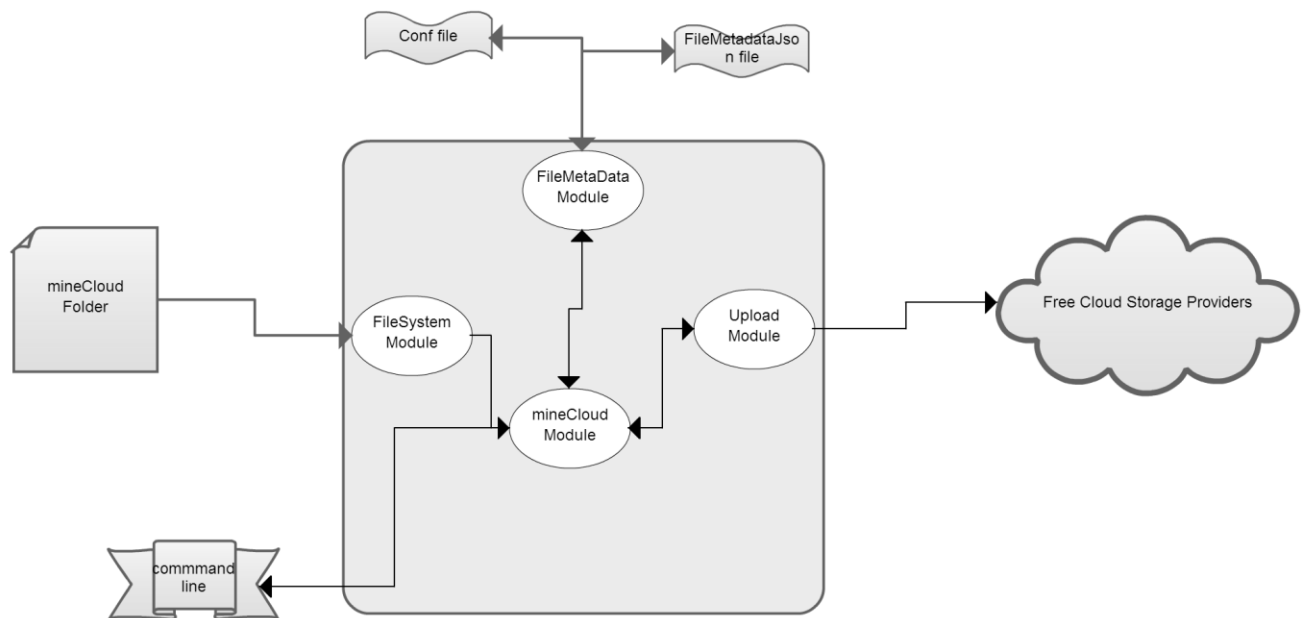 Conf file
FileMetadataJso
n file
FileMetaData
Module
mineCloud
Folder
FileSystem
Module
Upload
Module
Free Cloud Storage Providers
mineCloud
Module
commmand
line